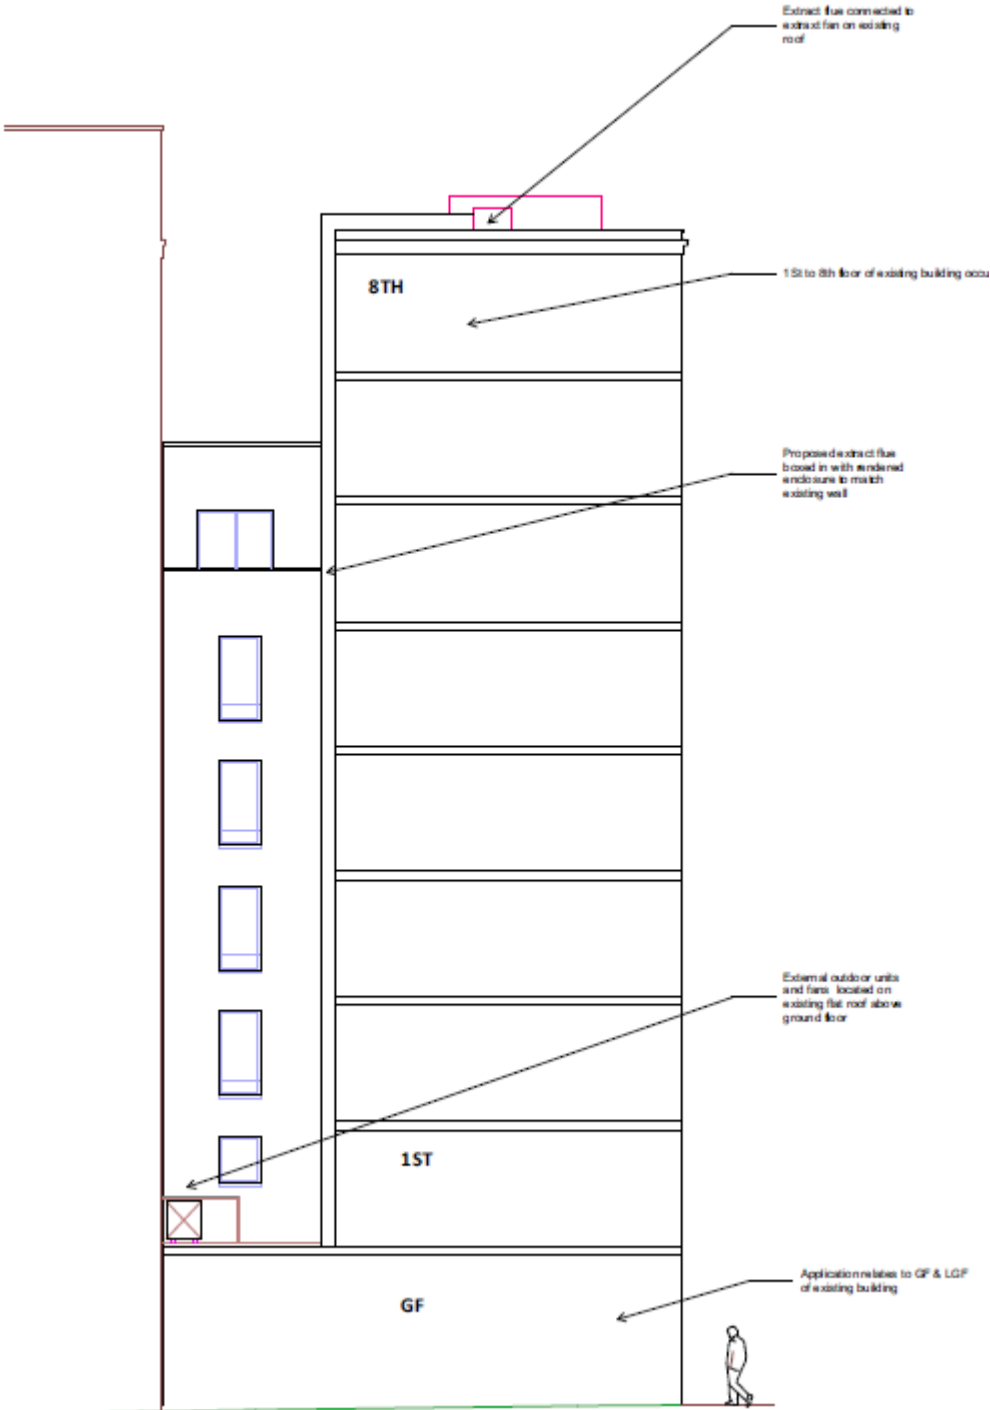 Extract flue connected to
extraxt fan on existing
roof
8TH
1St to 8th floor of existing building occu
Proposed extract flue
boxed in with rendered
enclosure to match
existing wall
External outdoor units
and fans located on
existing flat roof above
ground floor
1ST
Application relates to GF & LGF
of existing building
GF